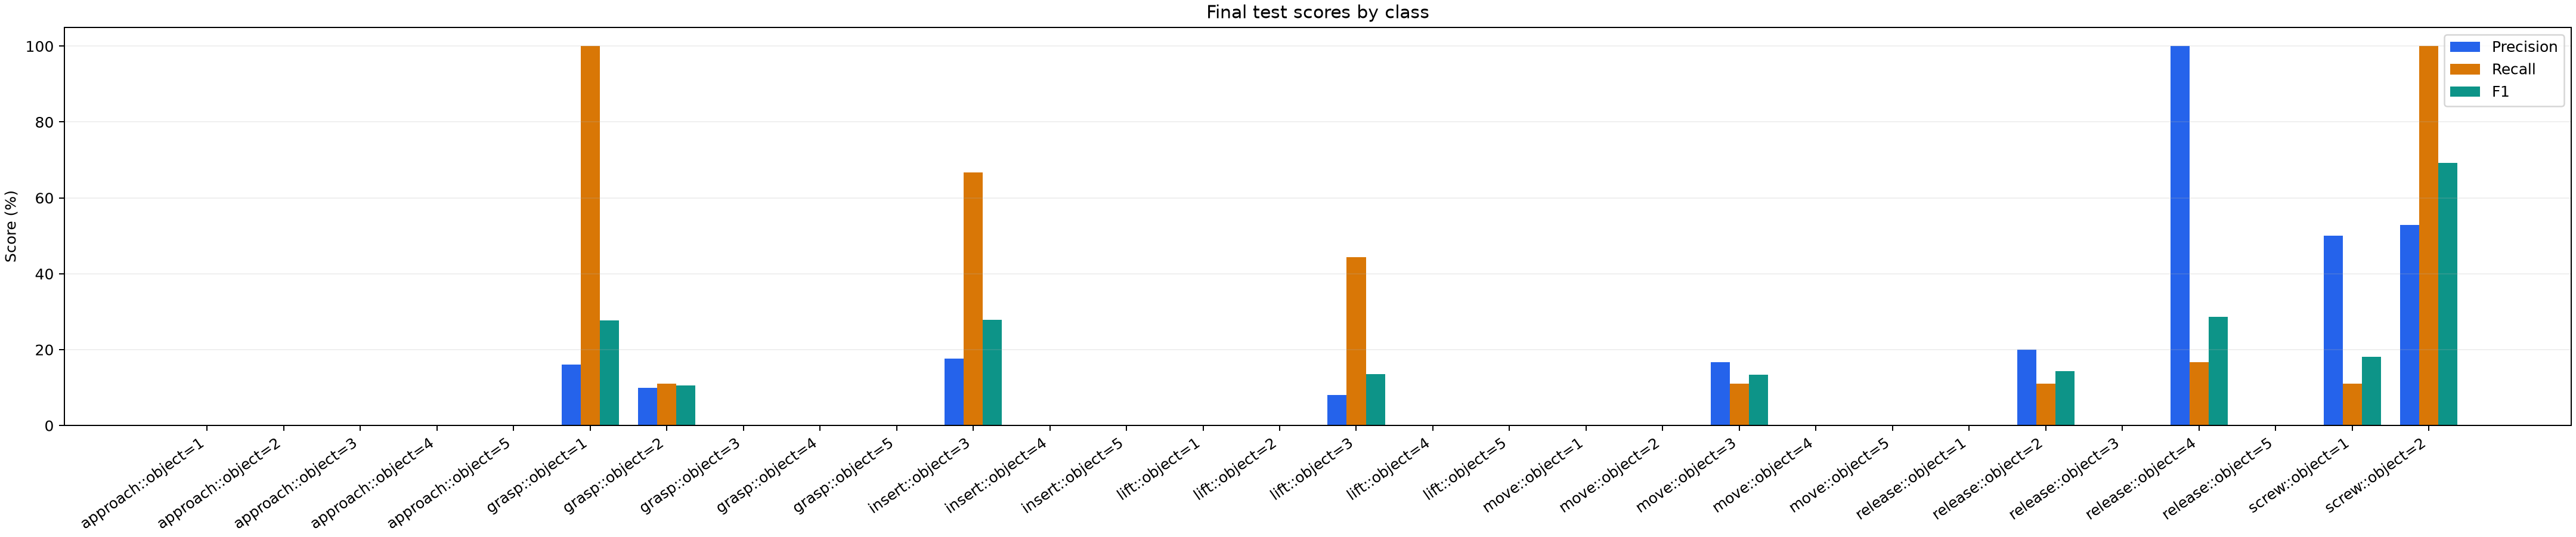 Final test scores by class
Score (%)
100
80
60
40
20
0
Precision
Recall
F1
approach::object=1
approach::object=2
approach::object=3
approach::object=4
approach::object=5
grasp::object=1
grasp::object=2
grasp::object=3
grasp::object=4
grasp::object=5
insert::object=3
insert::object=4
insert::object=5
lift::object=1
lift::object=2
lift::object=3
lift::object=4
lift::object=5
move::object=1
move::object=2
move::object=3
move::object=4
move::object=5
release::object=1
release::object=2
release::object=3
release::object=4
release::object=5
screw::object=1
screw::object=2